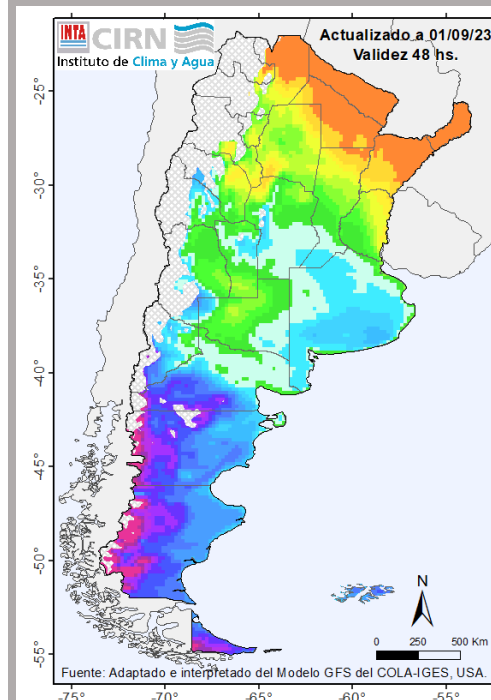 INTA CIRN
Instituto de Clima y Agua
Actualizado a 01/09/23
Validez 48 hs.
-25°
-30°
-35°
-40°
-45°
-50°
-55°
N
0 250 500 Km
Fuente: Adaptado e interpretado del Modelo GFS del COLA-IGES, USA.
-75° -70° -65° -60° -55°